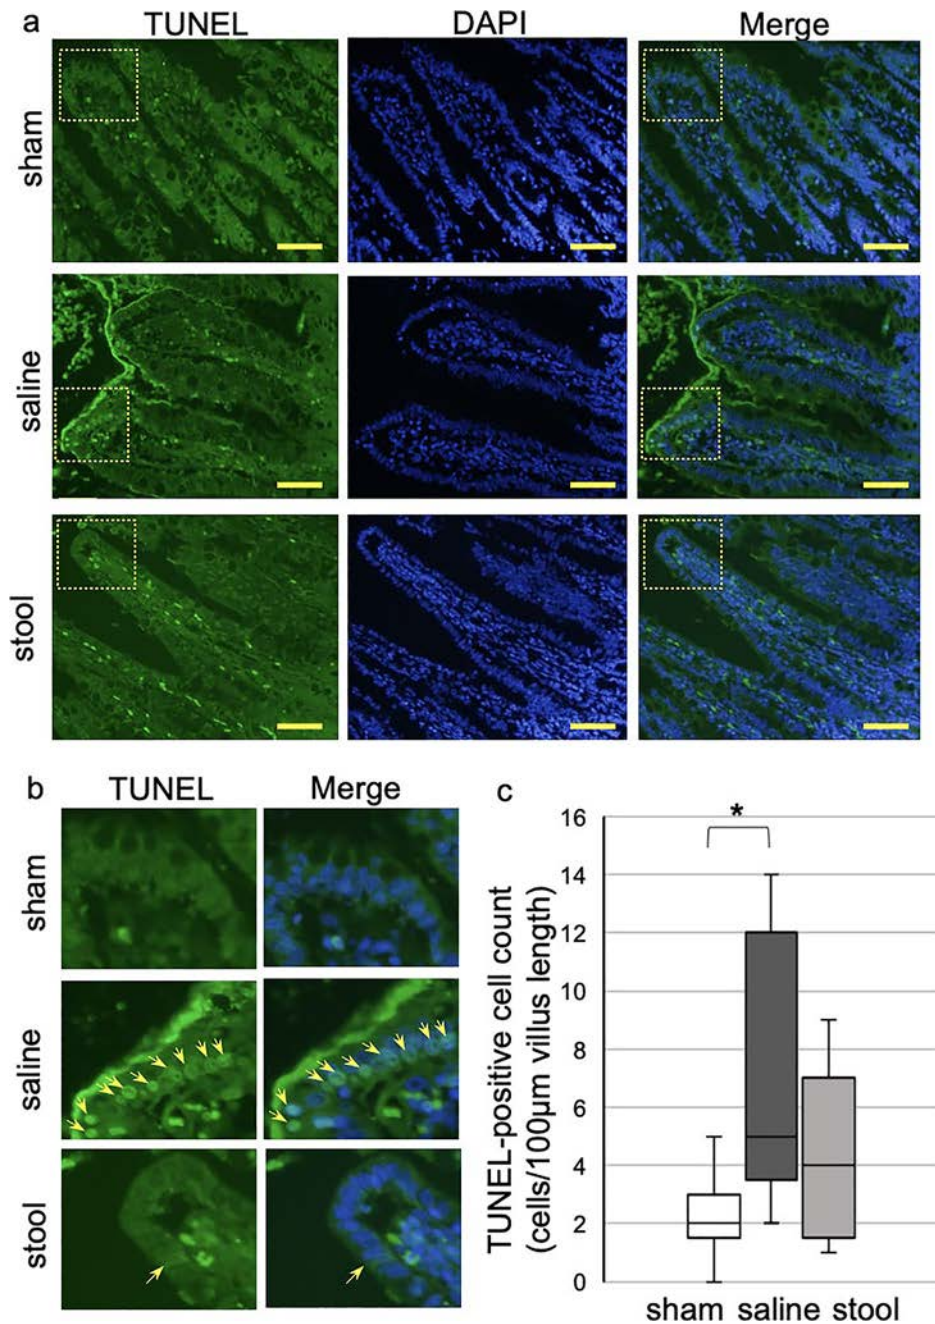 a
TUNEL DAPI Merge
sham
saline
stool
b
TUNEL Merge
sham
saline
stool
c
*
TUNEL-positive cell count
(cells/100μm villus length)
16
14
12
10
8
6
4
2
0
sham saline stool